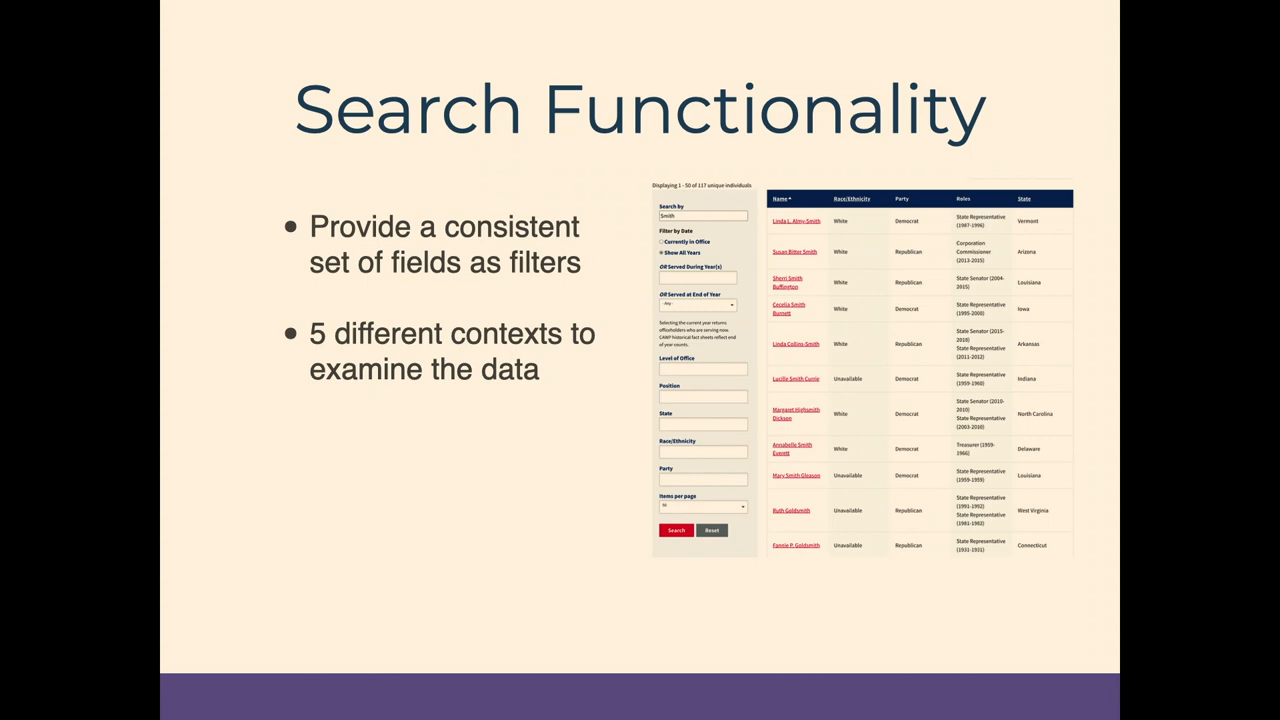 Search Functionality
• Provide a consistent
set of fields as filters
• 5 different contexts to
examine the data
Displaying 1 - 50 of 117 unique individuals
Search by
Smith
Filter by Date
Currently in Office
Show All Years
OR Served During Year(s)
OR Served at End of Year
- Any -
Selecting the current year returns
officeholders who are serving now.
CAWP historical fact sheets reflect end
of year counts.
Level of Office
Position
State
Race/Ethnicity
Party
Items per page
50
Search Reset
Name Race/Ethnicity Party Roles State
Linda L. Almy-Smith White Democrat State Representative (1987-1996) Vermont
Susan Bitter Smith White Republican Corporation Commissioner (2013-2015) Arizona
Sherri Smith Buffington White Republican State Senator (2004-2015) Louisiana
Cecelia Smith Burnett White Democrat State Representative (1995-2000) Iowa
Linda Collins-Smith White Republican State Senator (2015-2018) State Representative (2011-2012) Arkansas
Lucille Smith Currie Unavailable Democrat State Representative (1959-1960) Indiana
Margaret Highsmith Dickson White Democrat State Senator (2010-2010) State Representative (2003-2010) North Carolina
Annabelle Smith Everett White Democrat Treasurer (1959-1966) Delaware
Mary Smith Gleason Unavailable Democrat State Representative (1959-1959) Louisiana
Ruth Goldsmith Unavailable Republican State Representative (1991-1992) State Representative (1981-1982) West Virginia
Fannie P. Goldsmith Unavailable Republican State Representative (1931-1931) Connecticut